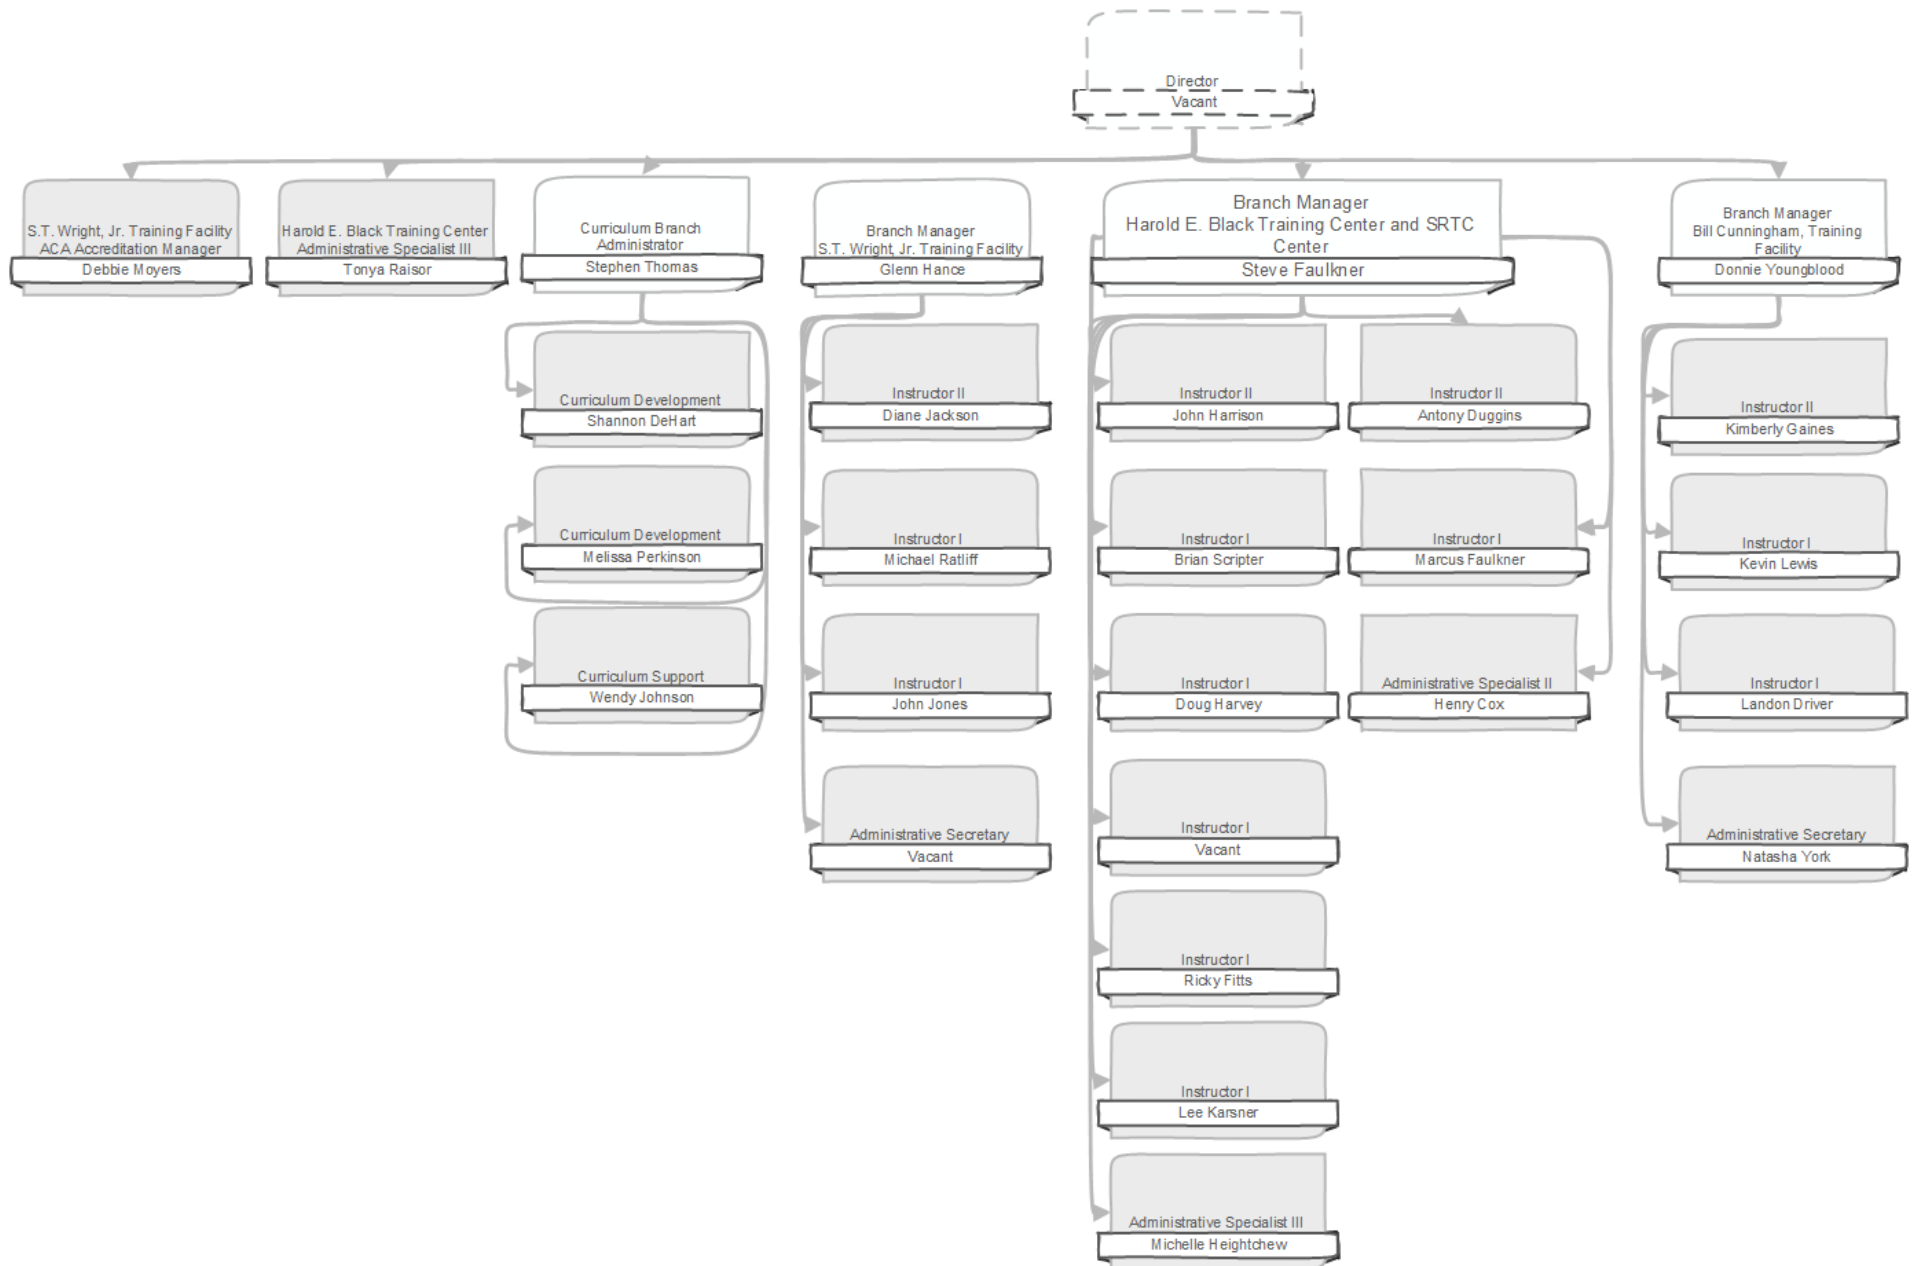 Director
Vacant
S.T. Wright, Jr. Training Facility
ACA Accreditation Manager
Debbie Moyers
Harold E. Black Training Center
Administrative Specialist III
Tonya Raisor
Curriculum Branch
Administrator
Stephen Thomas
Branch Manager
S.T. Wright, Jr. Training Facility
Glenn Hance
Branch Manager
Harold E. Black Training Center and SRTC
Center
Steve Faulkner
Branch Manager
Bill Cunningham, Training
Facility
Donnie Youngblood
Curriculum Development
Shannon DeHart
Curriculum Development
Melissa Perkinson
Curriculum Support
Wendy Johnson
Instructor II
Diane Jackson
Instructor I
Michael Ratliff
Instructor I
John Jones
Administrative Secretary
Vacant
Instructor II
John Harrison
Instructor I
Brian Scripter
Instructor I
Doug Harvey
Instructor I
Vacant
Instructor I
Ricky Fitts
Instructor I
Lee Karsner
Administrative Specialist III
Michelle Heightchew
Instructor II
Antony Duggins
Instructor I
Marcus Faulkner
Administrative Specialist II
Henry Cox
Instructor II
Kimberly Gaines
Instructor I
Kevin Lewis
Instructor I
Landon Driver
Administrative Secretary
Natasha York